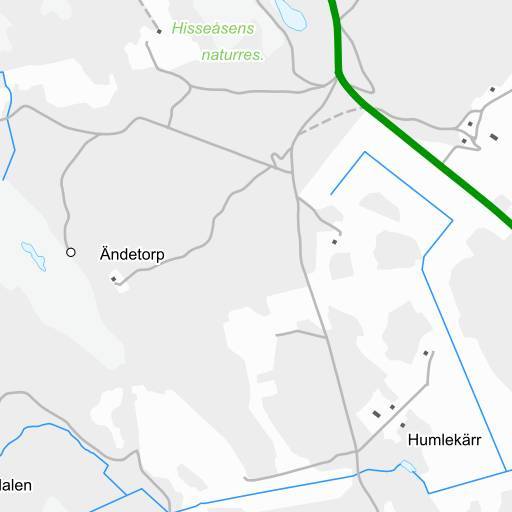 Hisseåsens
naturres.
Ändetorp
Humlekärr
dalen